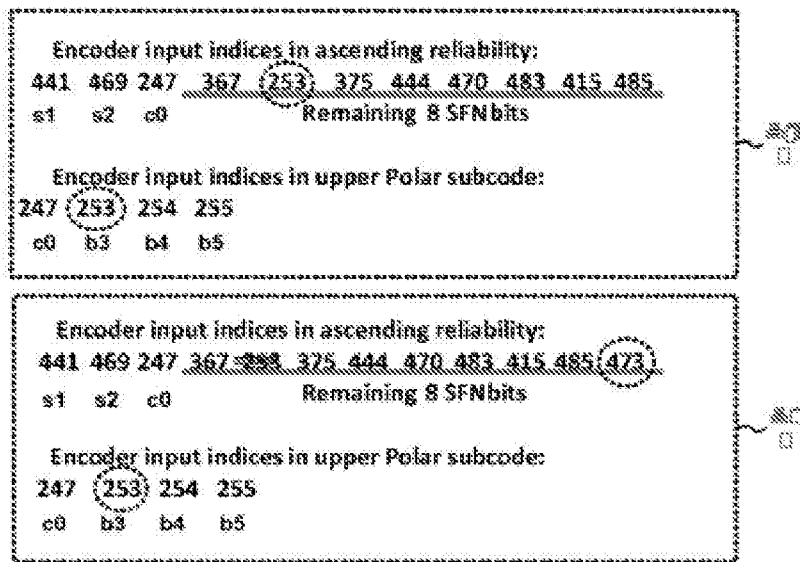 Encoder input indices in ascending reliability:
441 469 247 367 253 375 444 470 483 415 485
s1 s2 c0 Remaining 8 SFN bits
Encoder input indices in upper Polar subcode:
247 253 254 255
c0 b3 b4 b5
Encoder input indices in ascending reliability:
441 469 247 367 253 375 444 470 483 415 485 473
s1 s2 c0 Remaining 8 SFN bits
Encoder input indices in upper Polar subcode:
247 253 254 255
c0 b3 b4 b5